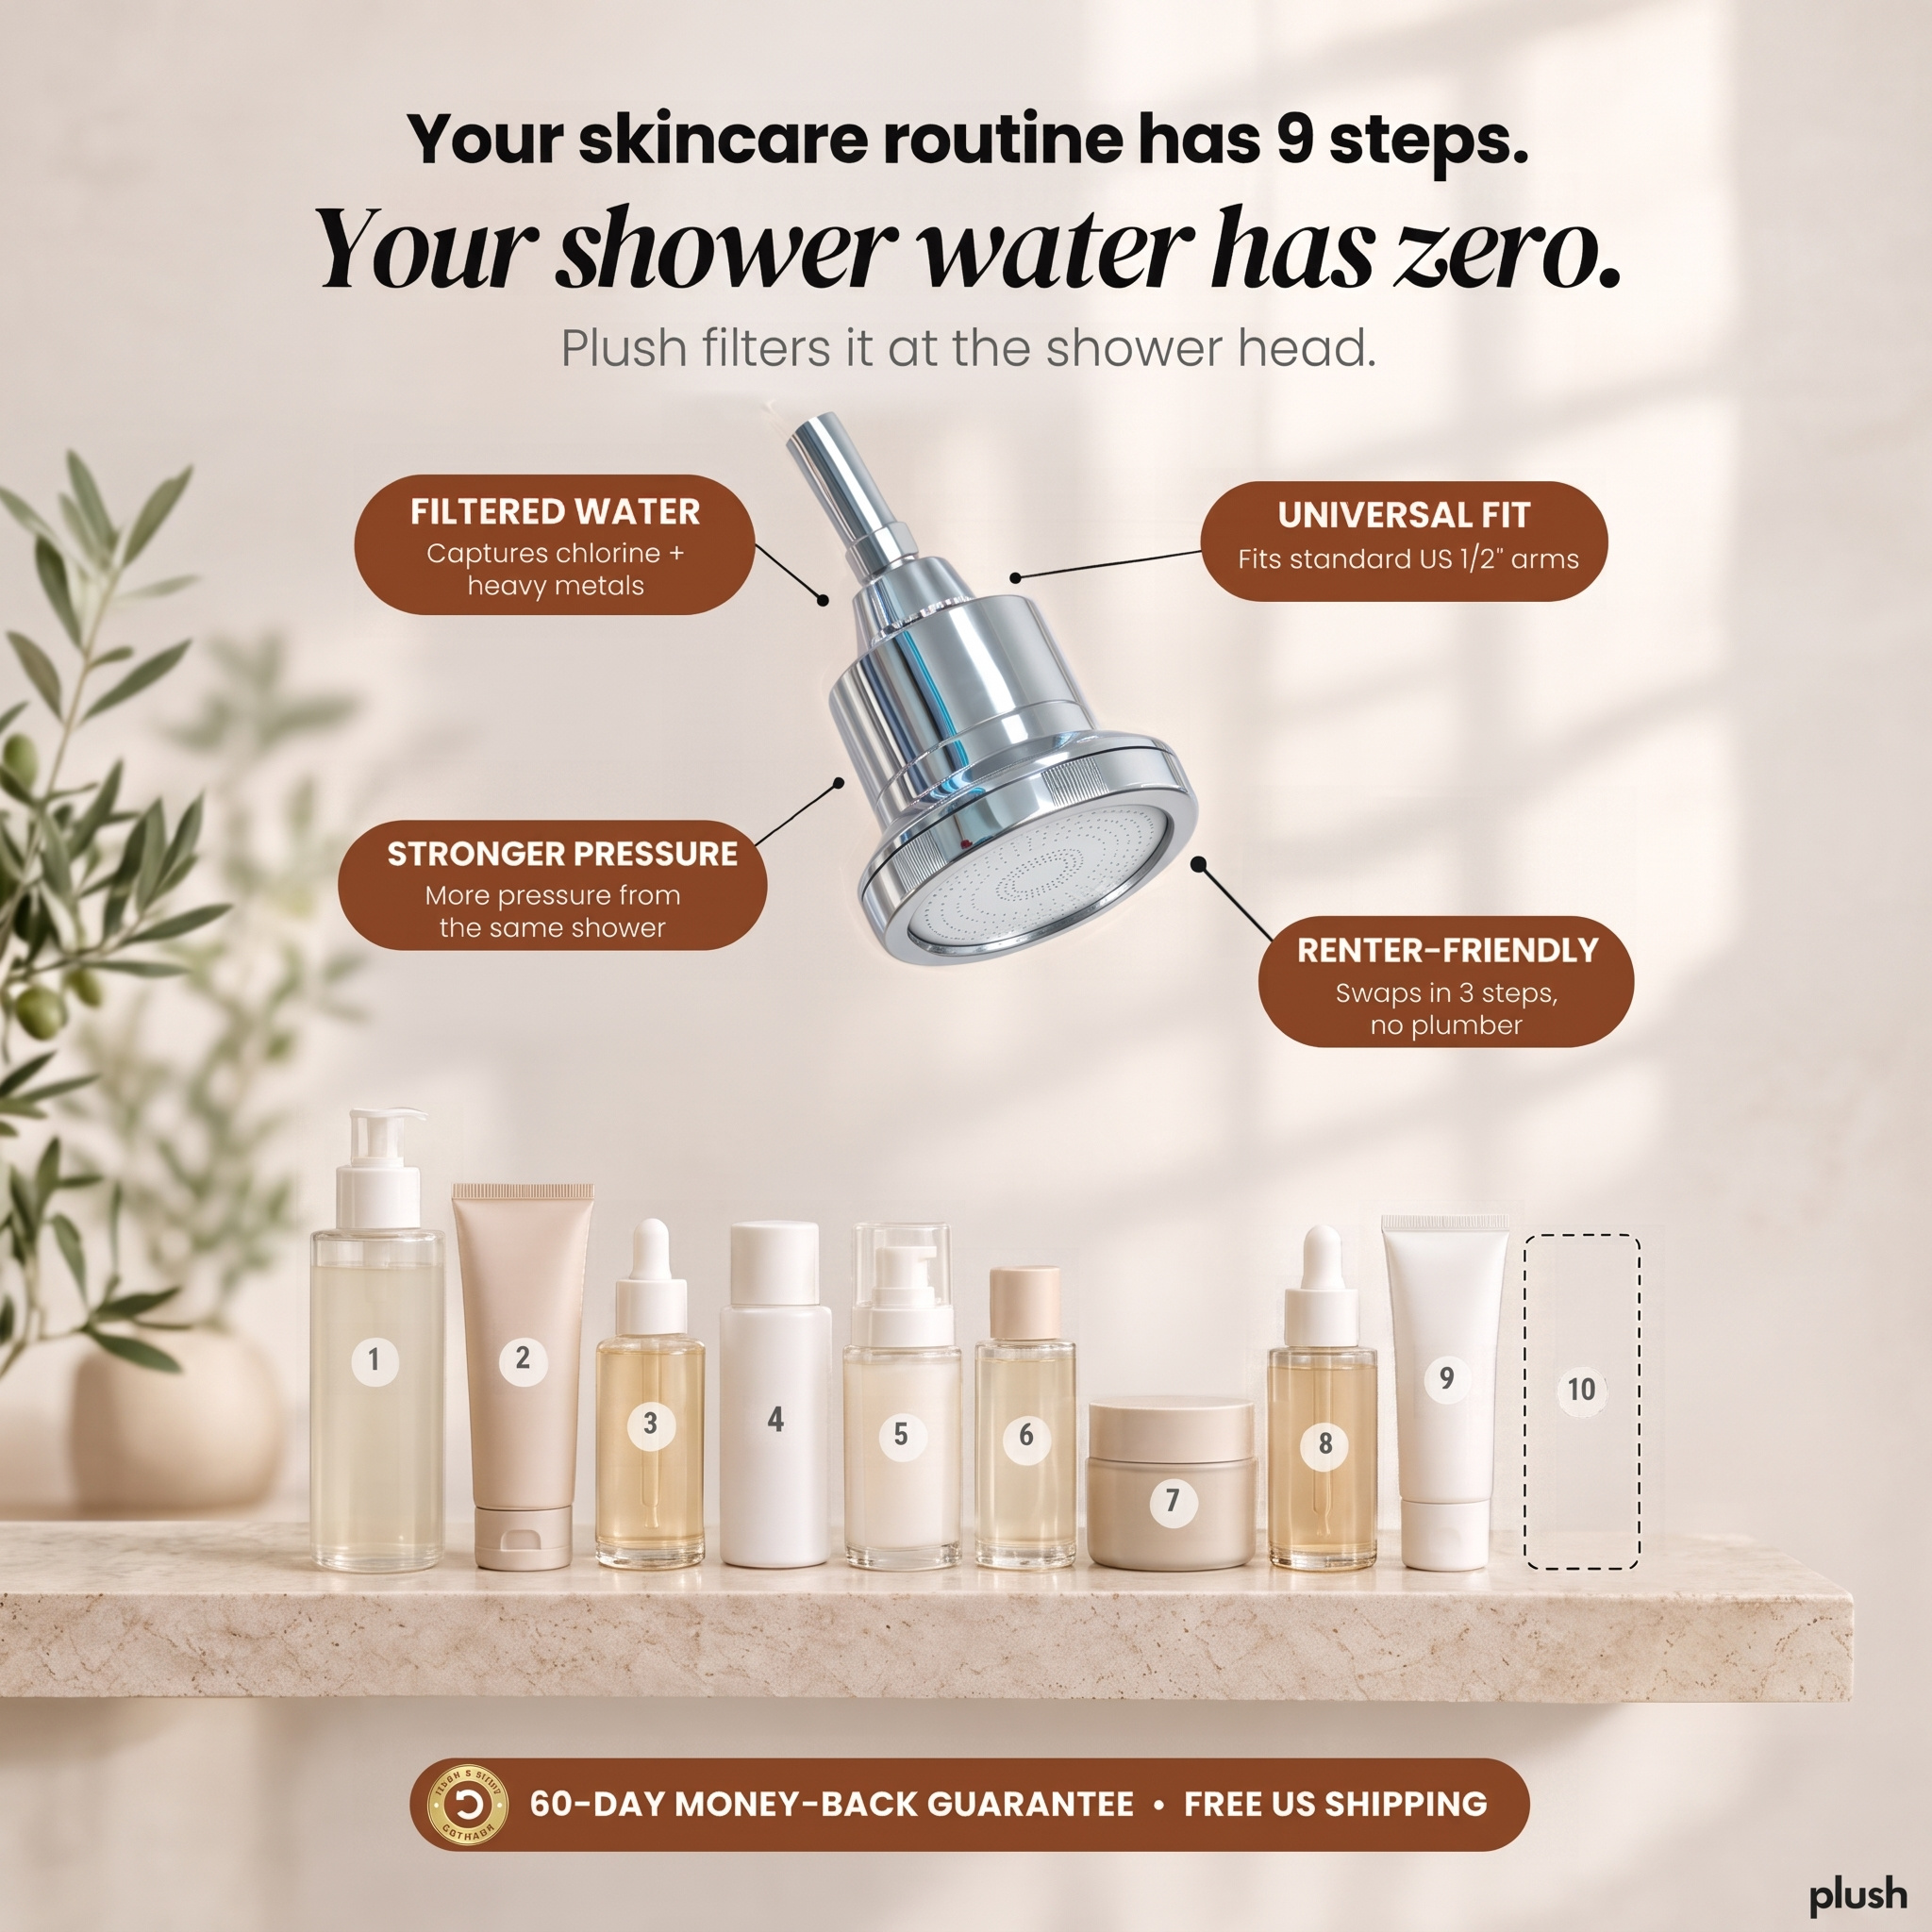 Your skincare routine has 9 steps.
Your shower water has zero.
Plush filters it at the shower head.
FILTERED WATER
Captures chlorine +
heavy metals
UNIVERSAL FIT
Fits standard US 1/2" arms
STRONGER PRESSURE
More pressure from
the same shower
RENTER-FRIENDLY
Swaps in 3 steps,
no plumber
1
2
3
4
5
6
7
8
9
10
60-DAY MONEY-BACK GUARANTEE • FREE US SHIPPING
plush